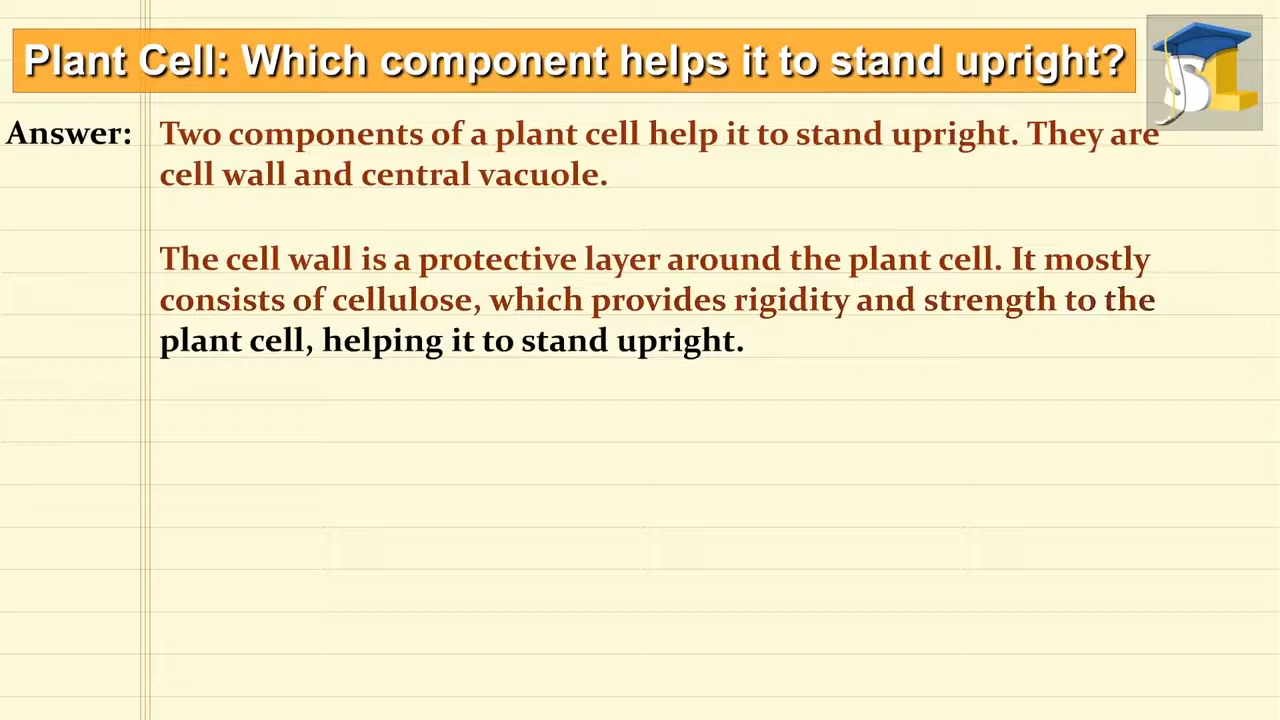 Plant Cell: Which component helps it to stand upright?
SL
Answer: Two components of a plant cell help it to stand upright. They are
cell wall and central vacuole.
The cell wall is a protective layer around the plant cell. It mostly
consists of cellulose, which provides rigidity and strength to the
plant cell, helping it to stand upright.